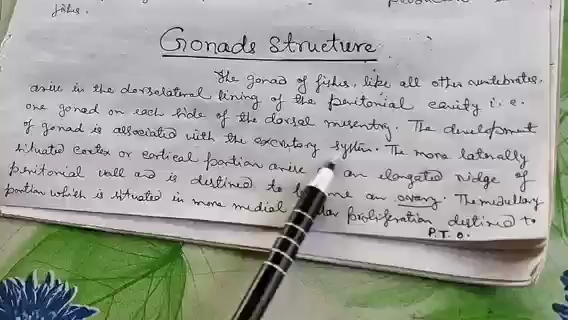 fishes.
Gonads Structure
The gonad of fishes, like all other vertebrates,
arise in the dorsolateral lining of the peritonial cavity i.e.
one gonad on each side of the dorsal mesentry. The development
of gonad is associated with the excretory system. The more laterally
situated cortex or cortical portion arise an elongated ridge of
peritonial wall and is destined to an ovary. The medullary
portion which is situated in more medial proliferation destined to
P.T.O.